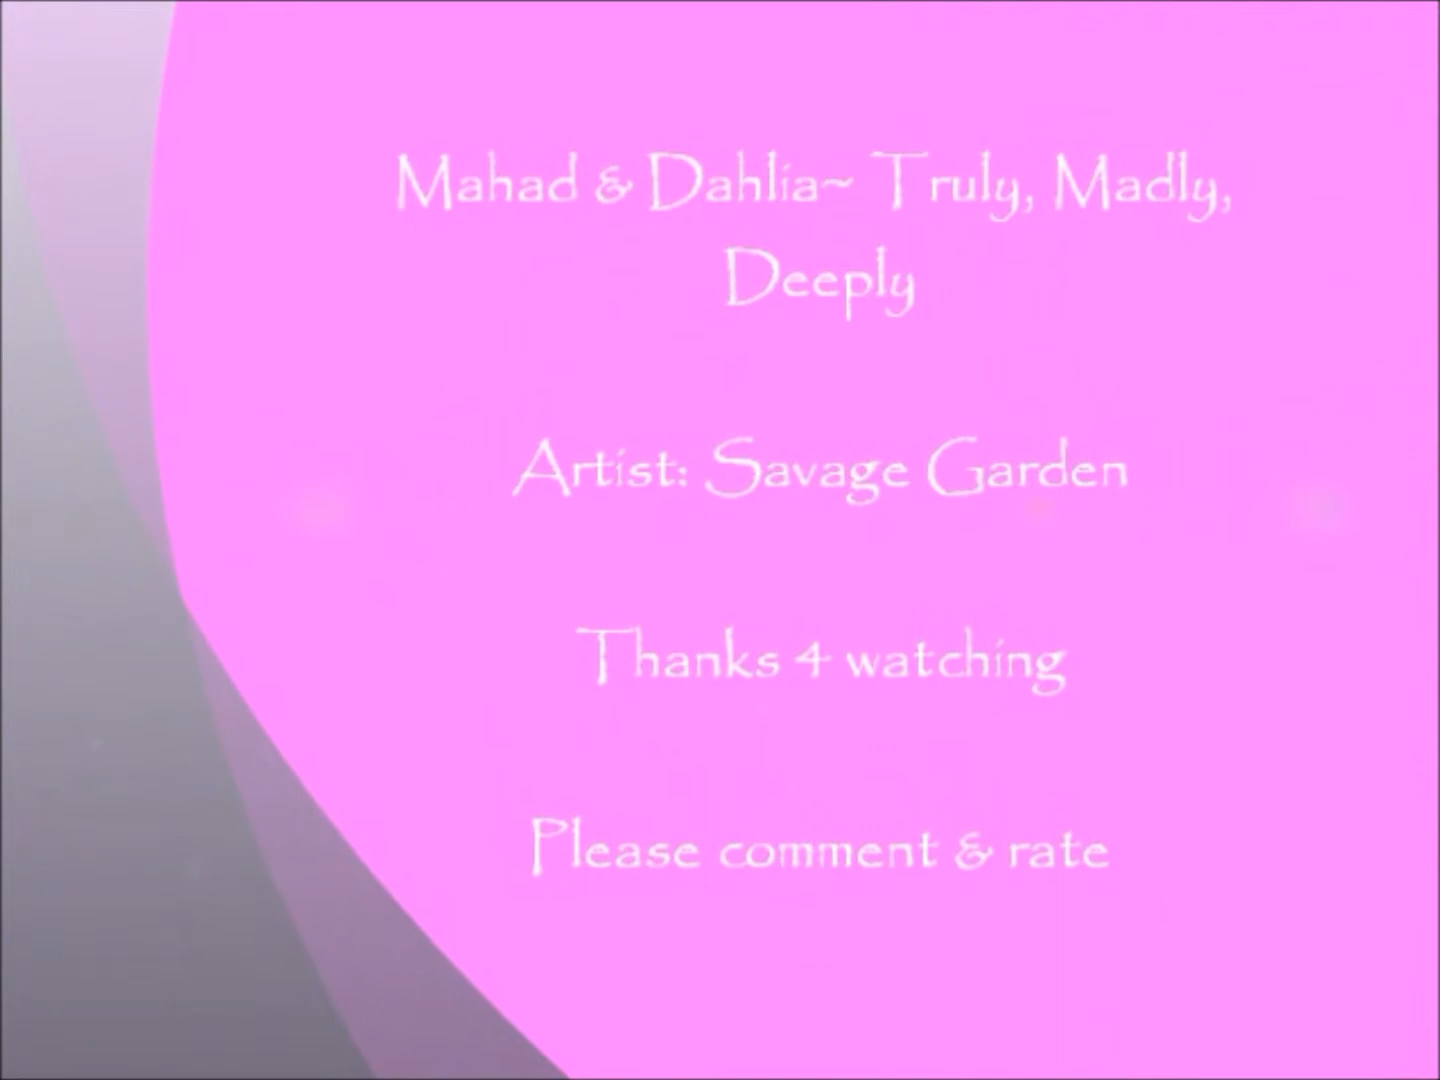 Mahad & Dahlia~ Truly, Madly,
Deeply
Artist: Savage Garden
Thanks 4 watching
Please comment & rate